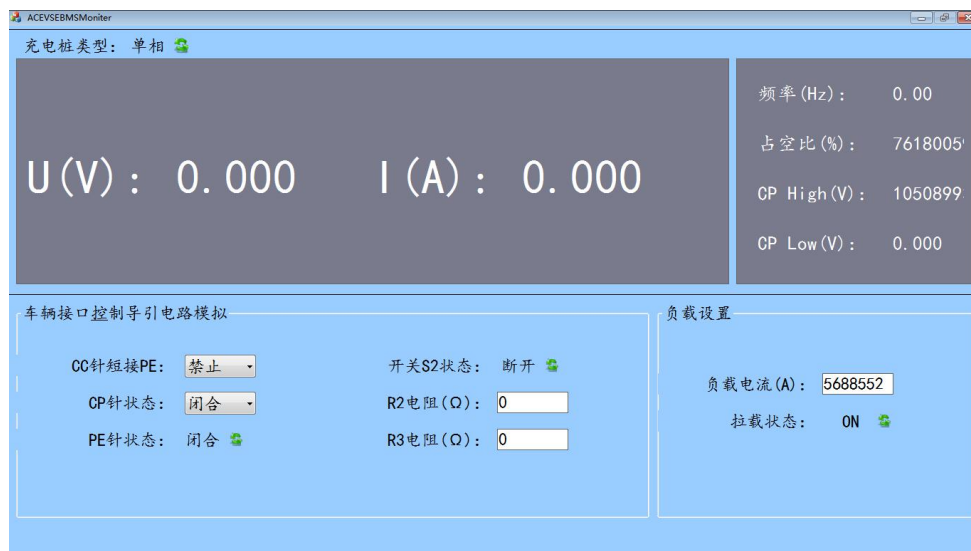 ACEVSEBMSMoniter
充电桩类型： 单相
U(V)： 0.000 I(A)： 0.000
频率(Hz)： 0.00
占空比(%)： 7618005
CP High(V)： 1050899
CP Low(V)： 0.000
车辆接口控制导引电路模拟
CC针短接PE： 禁止
CP针状态： 闭合
PE针状态： 闭合
开关S2状态： 断开
R2电阻(Ω)： 0
R3电阻(Ω)： 0
负载设置
负载电流(A)： 5688552
拉载状态： ON